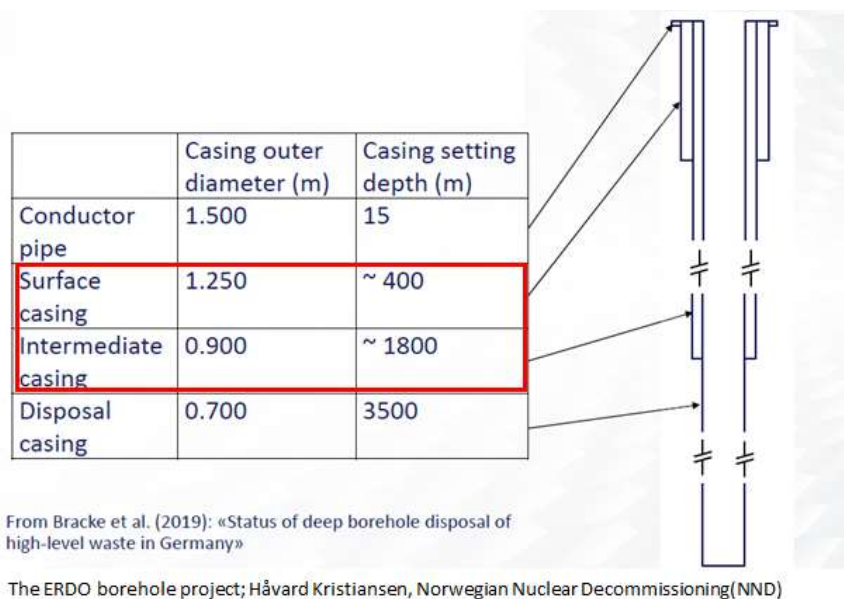 Casing outer diameter (m)
Casing setting depth (m)
Conductor pipe
1.500
15
Surface casing
1.250
~ 400
Intermediate casing
0.900
~ 1800
Disposal casing
0.700
3500
From Bracke et al. (2019): «Status of deep borehole disposal of
high-level waste in Germany»
The ERDO borehole project; Håvard Kristiansen, Norwegian Nuclear Decommissioning(NND)